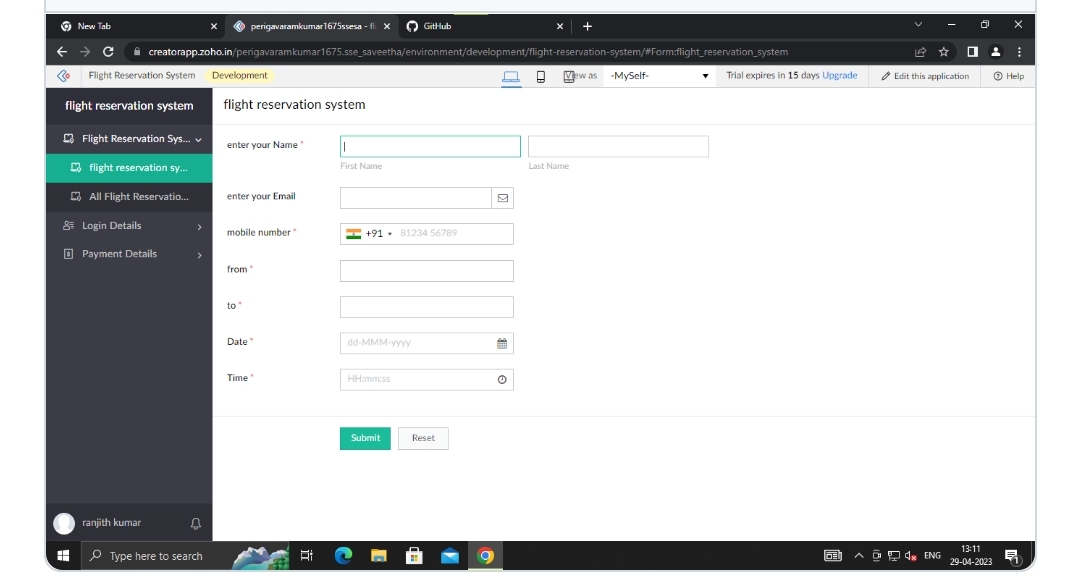 New Tab
perigavaramkumar1675ssesa - fli
GitHub
creatorapp.zoho.in/perigavaramkumar1675.sse_saveetha/environment/development/flight-reservation-system/#Form:flight_reservation_system
Flight Reservation System Development View as -MySelf- Trial expires in 15 days Upgrade Edit this application Help
flight reservation system
flight reservation system
Flight Reservation Sys...
flight reservation sy...
All Flight Reservatio...
Login Details
Payment Details
enter your Name *
First Name Last Name
enter your Email
mobile number * +91 81234 56789
from *
to *
Date * dd-MMM-yyyy
Time * HH:mm:ss
Submit Reset
ranjith kumar
Type here to search
ENG
13:11
29-04-2023
1